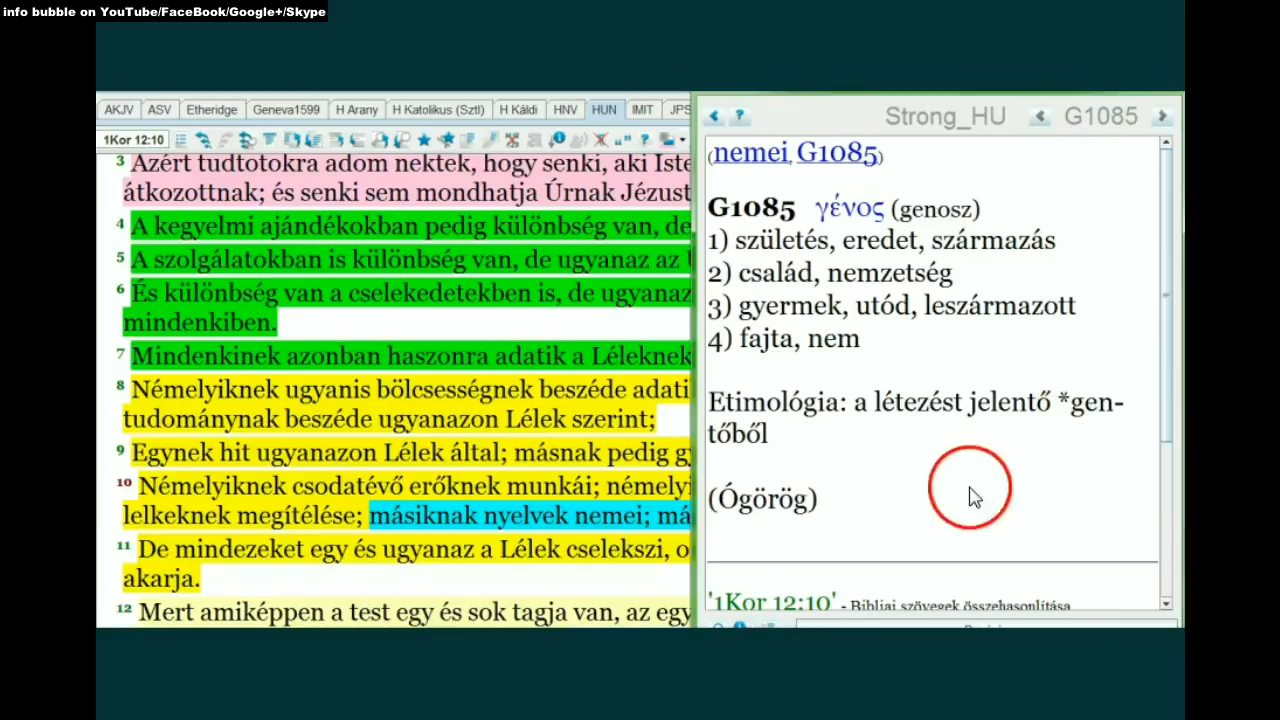 info bubble on YouTube/FaceBook/Google+/Skype
AKJV ASV Etheridge Geneva1599 H Arany H Katolikus (Sztl) H Káldi HNV HUN IMIT JPS
1Kor 12:10
3 Azért tudtotokra adom nektek, hogy senki, aki Iste
átkozottnak; és senki sem mondhatja Úrnak Jézust
4 A kegyelmi ajándékokban pedig különbség van, de
5 A szolgálatokban is különbség van, de ugyanaz az
6 És különbség van a cselekedetekben is, de ugyanaz
mindenkiben.
7 Mindenkinek azonban haszonra adatik a Léleknek
8 Némelyiknek ugyanis bölcsességnek beszéde adati
tudománynak beszéde ugyanazon Lélek szerint;
9 Egynek hit ugyanazon Lélek által; másnak pedig gy
10 Némelyiknek csodatévő erőknek munkái; némelyi
lelkeknek megítélése; másiknak nyelvek nemei; má
11 De mindezeket egy és ugyanaz a Lélek cselekszi, o
akarja.
12 Mert amiképpen a test egy és sok tagja van, az egy
Strong_HU G1085
(nemei, G1085)
G1085 γένος (genosz)
1) születés, eredet, származás
2) család, nemzetség
3) gyermek, utód, leszármazott
4) fajta, nem
Etimológia: a létezést jelentő *gen-
tőből
(Ógörög)
'1Kor 12:10' - Bibliai szövegek összehasonlítása